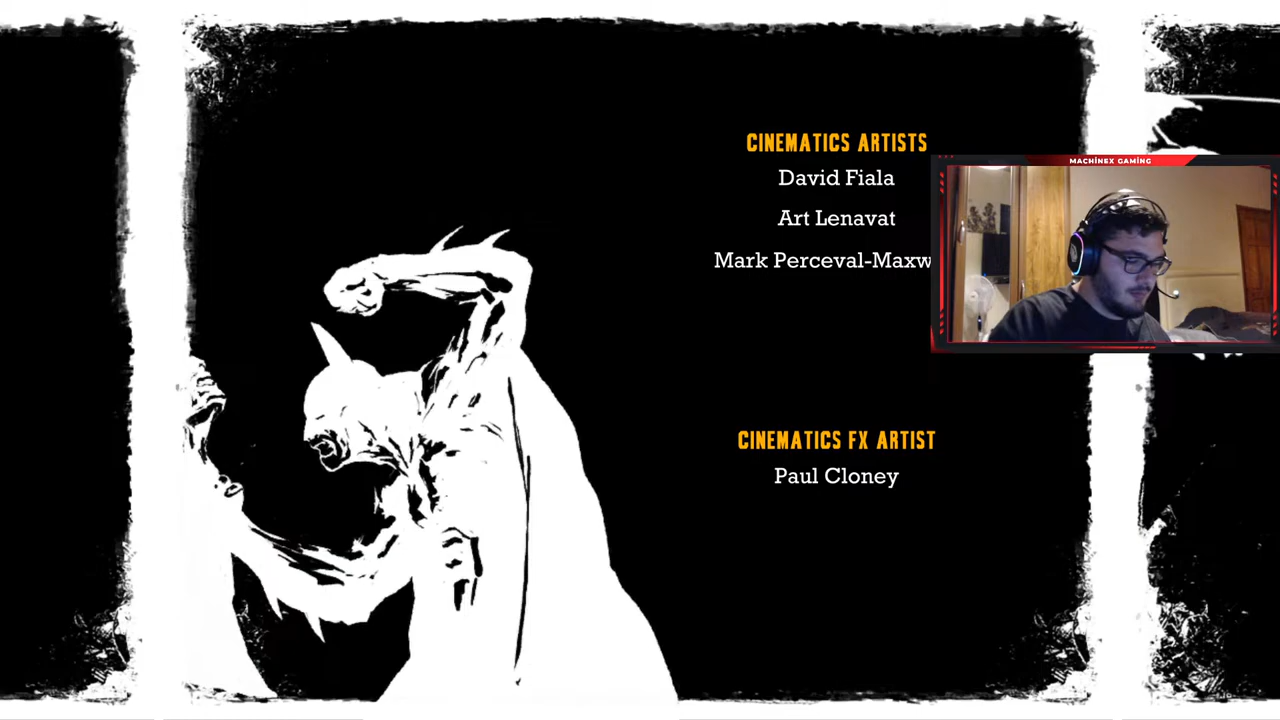 CINEMATICS ARTISTS
David Fiala
Art Lenavat
Mark Perceval-Maxw
MACHINEX GAMING
CINEMATICS FX ARTIST
Paul Cloney